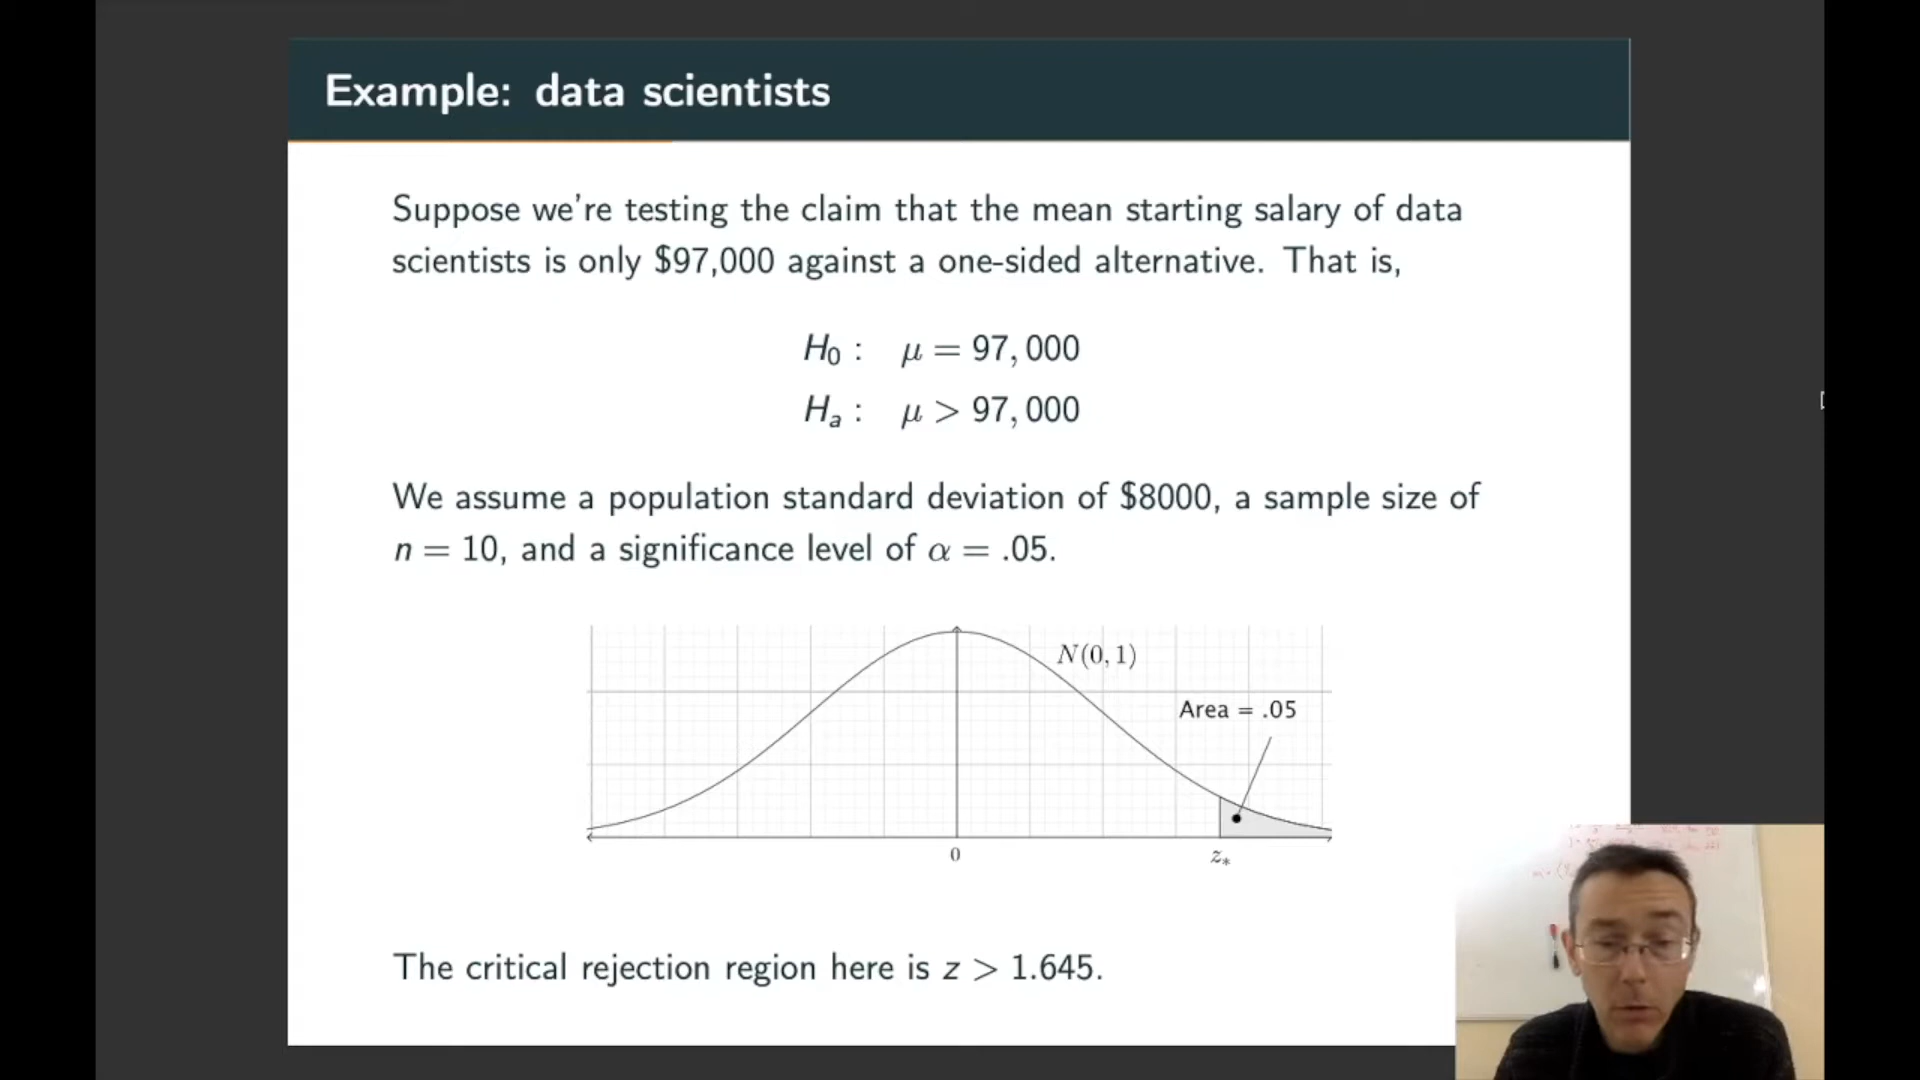 Example: data scientists
Suppose we're testing the claim that the mean starting salary of data
scientists is only $97,000 against a one-sided alternative. That is,
H₀ : μ = 97, 000
Hₐ : μ > 97, 000
We assume a population standard deviation of $8000, a sample size of
n = 10, and a significance level of α = .05.
N(0, 1)
Area = .05
0
z*
The critical rejection region here is z > 1.645.